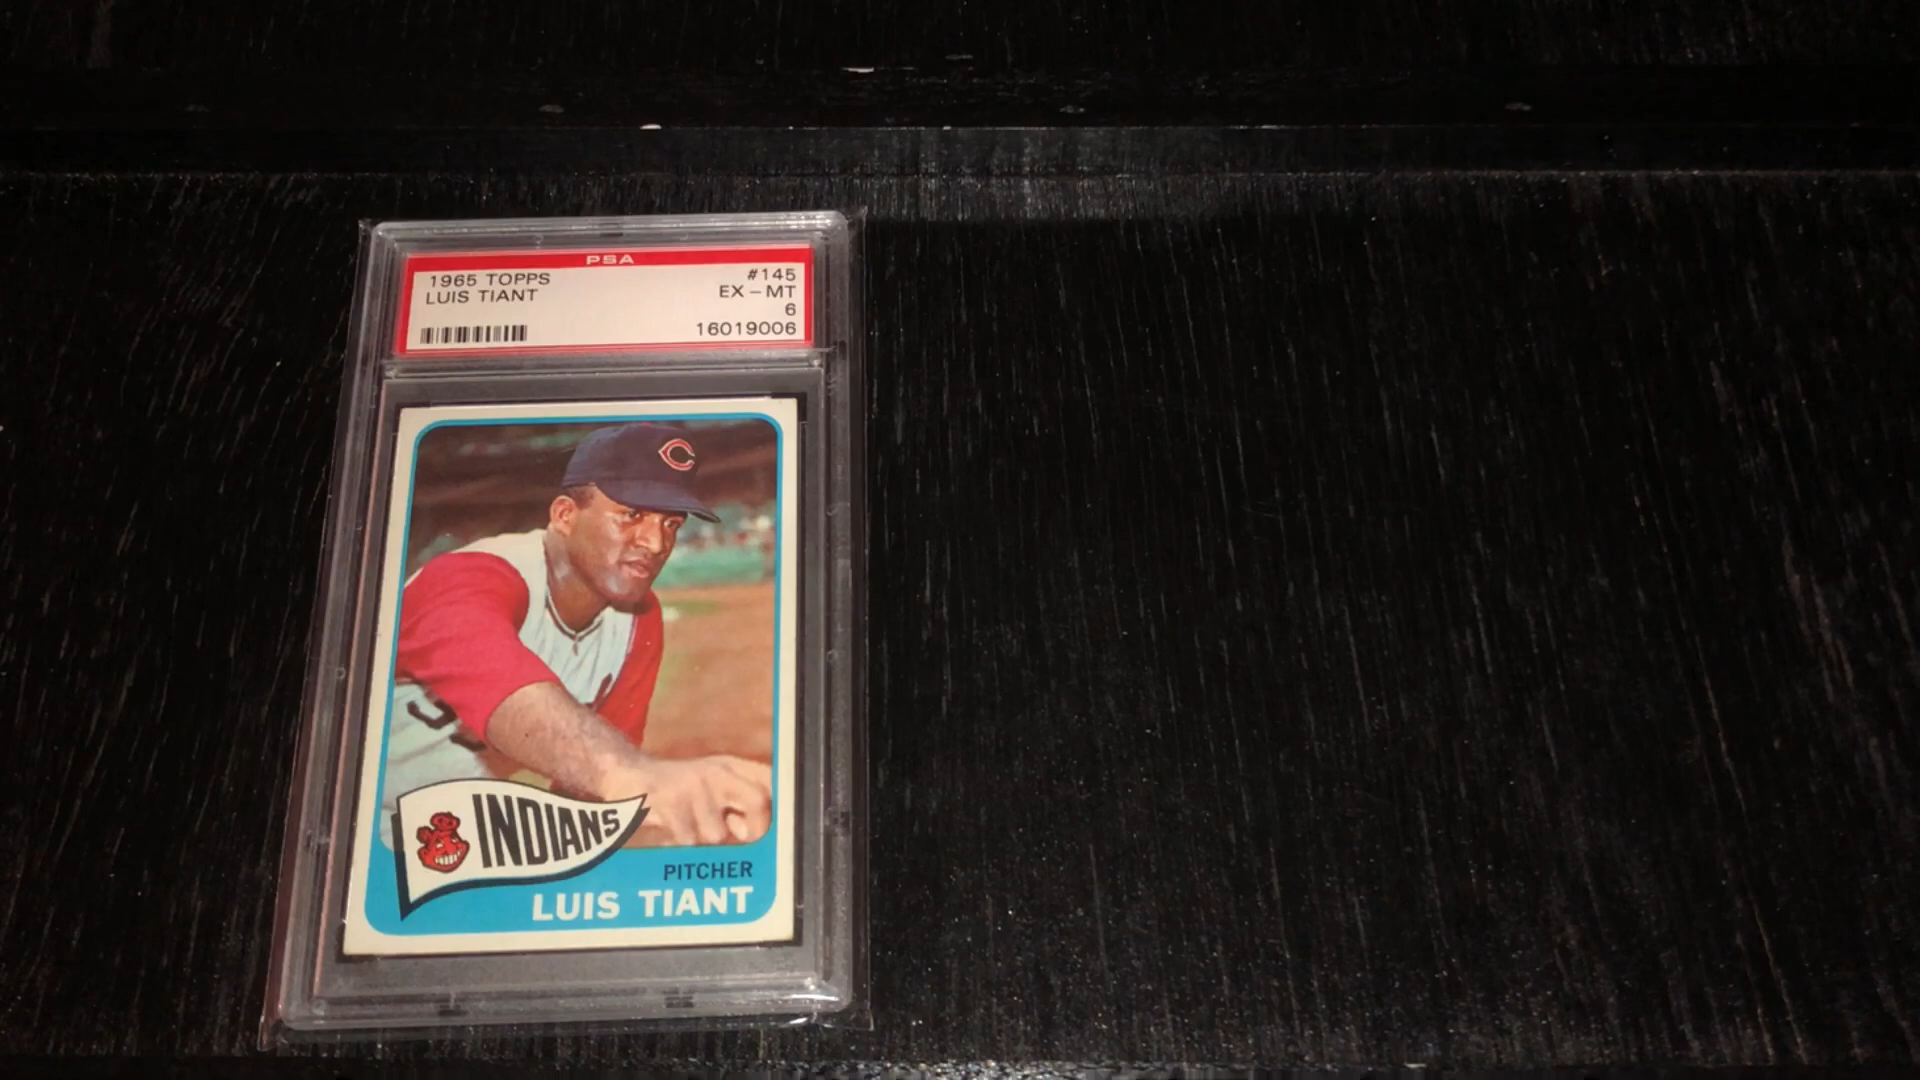 PSA
1965 TOPPS #145
LUIS TIANT EX-MT
6
16019006
C
INDIANS
PITCHER
LUIS TIANT